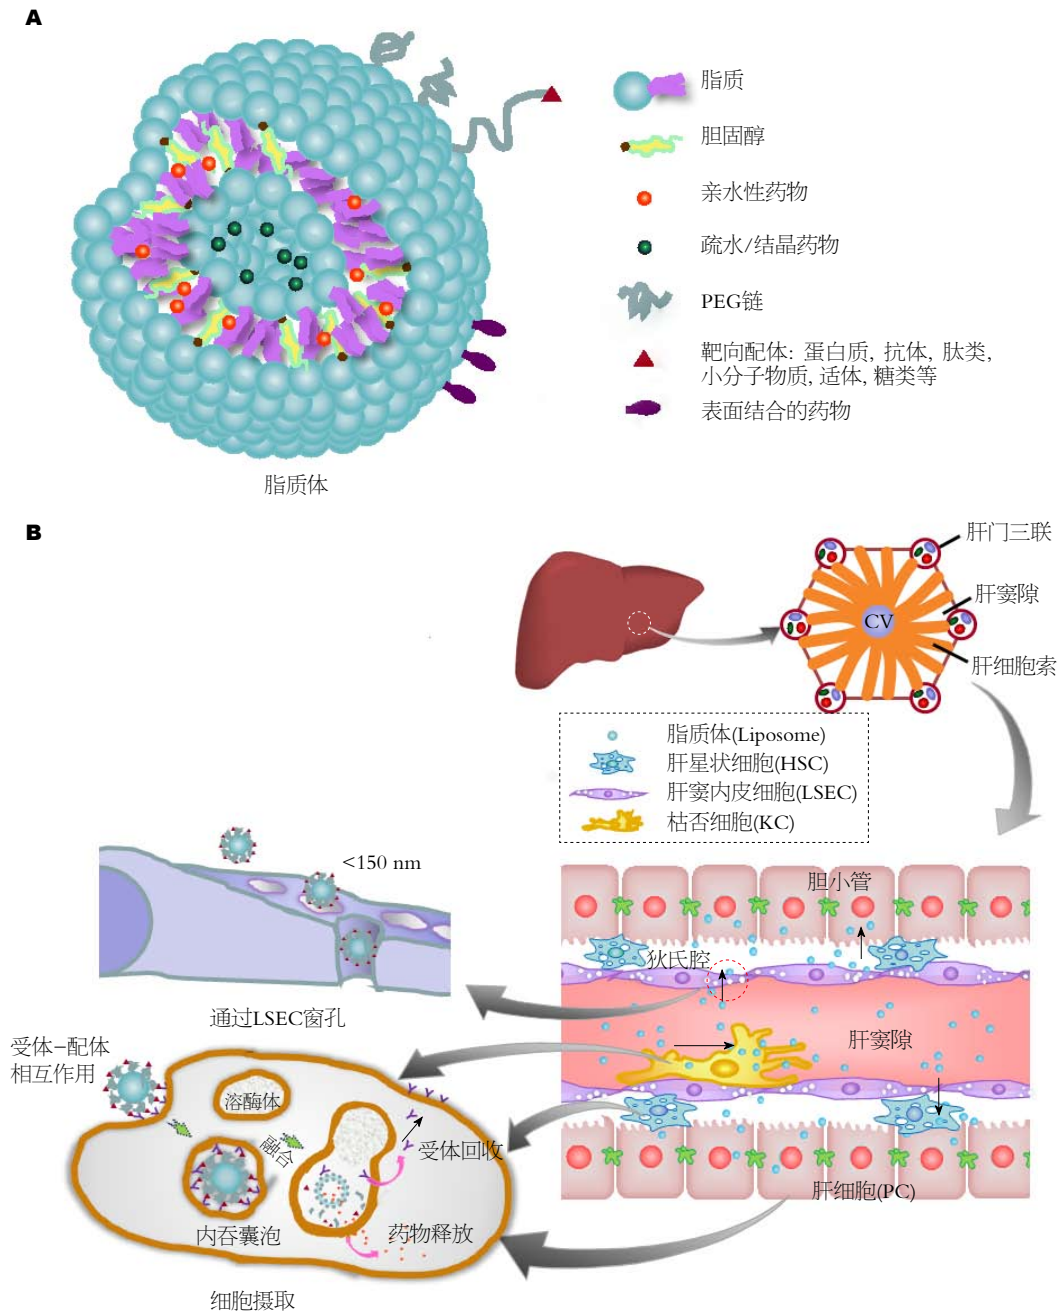 A
脂质
胆固醇
亲水性药物
疏水/结晶药物
PEG链
靶向配体: 蛋白质, 抗体, 肽类,
小分子物质, 适体, 糖类等
表面结合的药物
脂质体
B
肝门三联
肝窦隙
CV
肝细胞索
脂质体(Liposome)
肝星状细胞(HSC)
肝窦内皮细胞(LSEC)
枯否细胞(KC)
<150 nm
胆小管
狄氏腔
通过LSEC窗孔
肝窦隙
受体–配体
相互作用
溶酶体
融合
受体回收
内吞囊泡
药物释放
肝细胞(PC)
细胞摄取